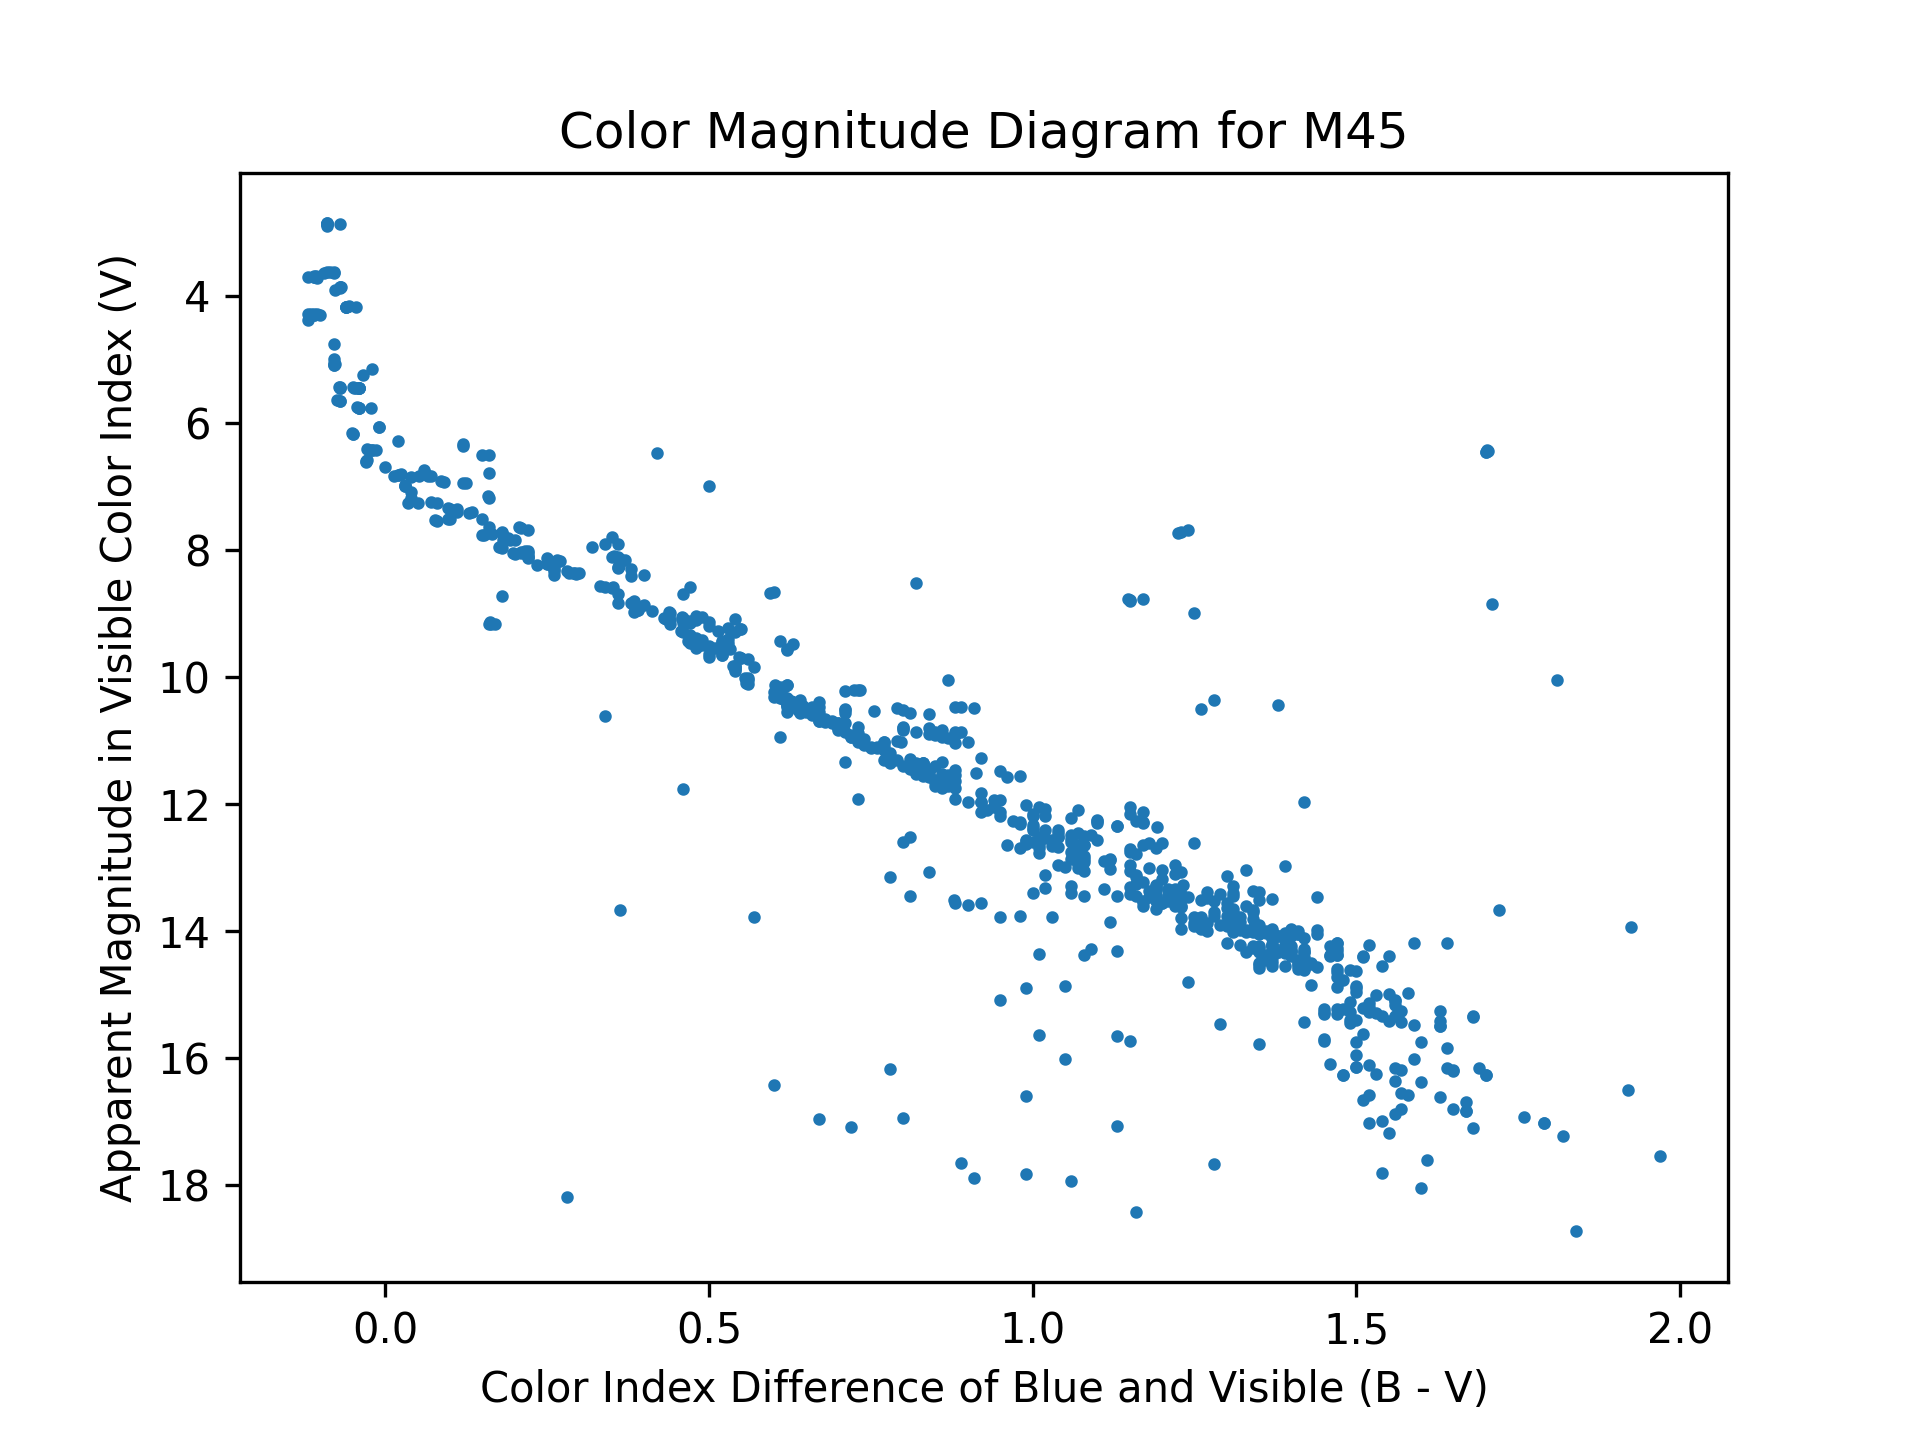 Color Magnitude Diagram for M45
Apparent Magnitude in Visible Color Index (V)
4
6
8
10
12
14
16
18
0.0 0.5 1.0 1.5 2.0
Color Index Difference of Blue and Visible (B - V)